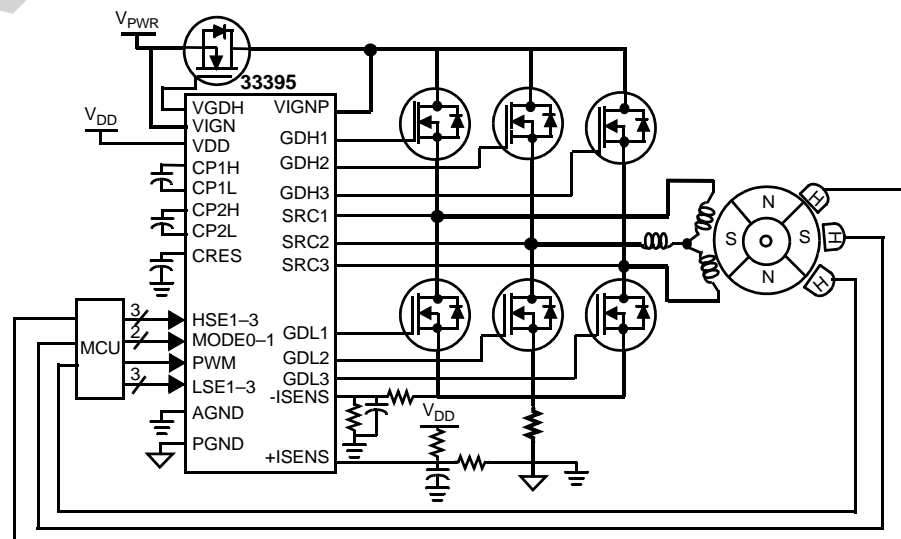 VPWR
33395
VGDH
VIGN
VDD
CP1H
CP1L
CP2H
CP2L
CRES
HSE1–3
MODE0–1
PWM
LSE1–3
AGND
PGND
VIGNP
GDH1
GDH2
GDH3
SRC1
SRC2
SRC3
GDL1
GDL2
GDL3
-ISENS
+ISENS
VDD
MCU
3
2
3
VDD
N
S
S
N
H
H
H